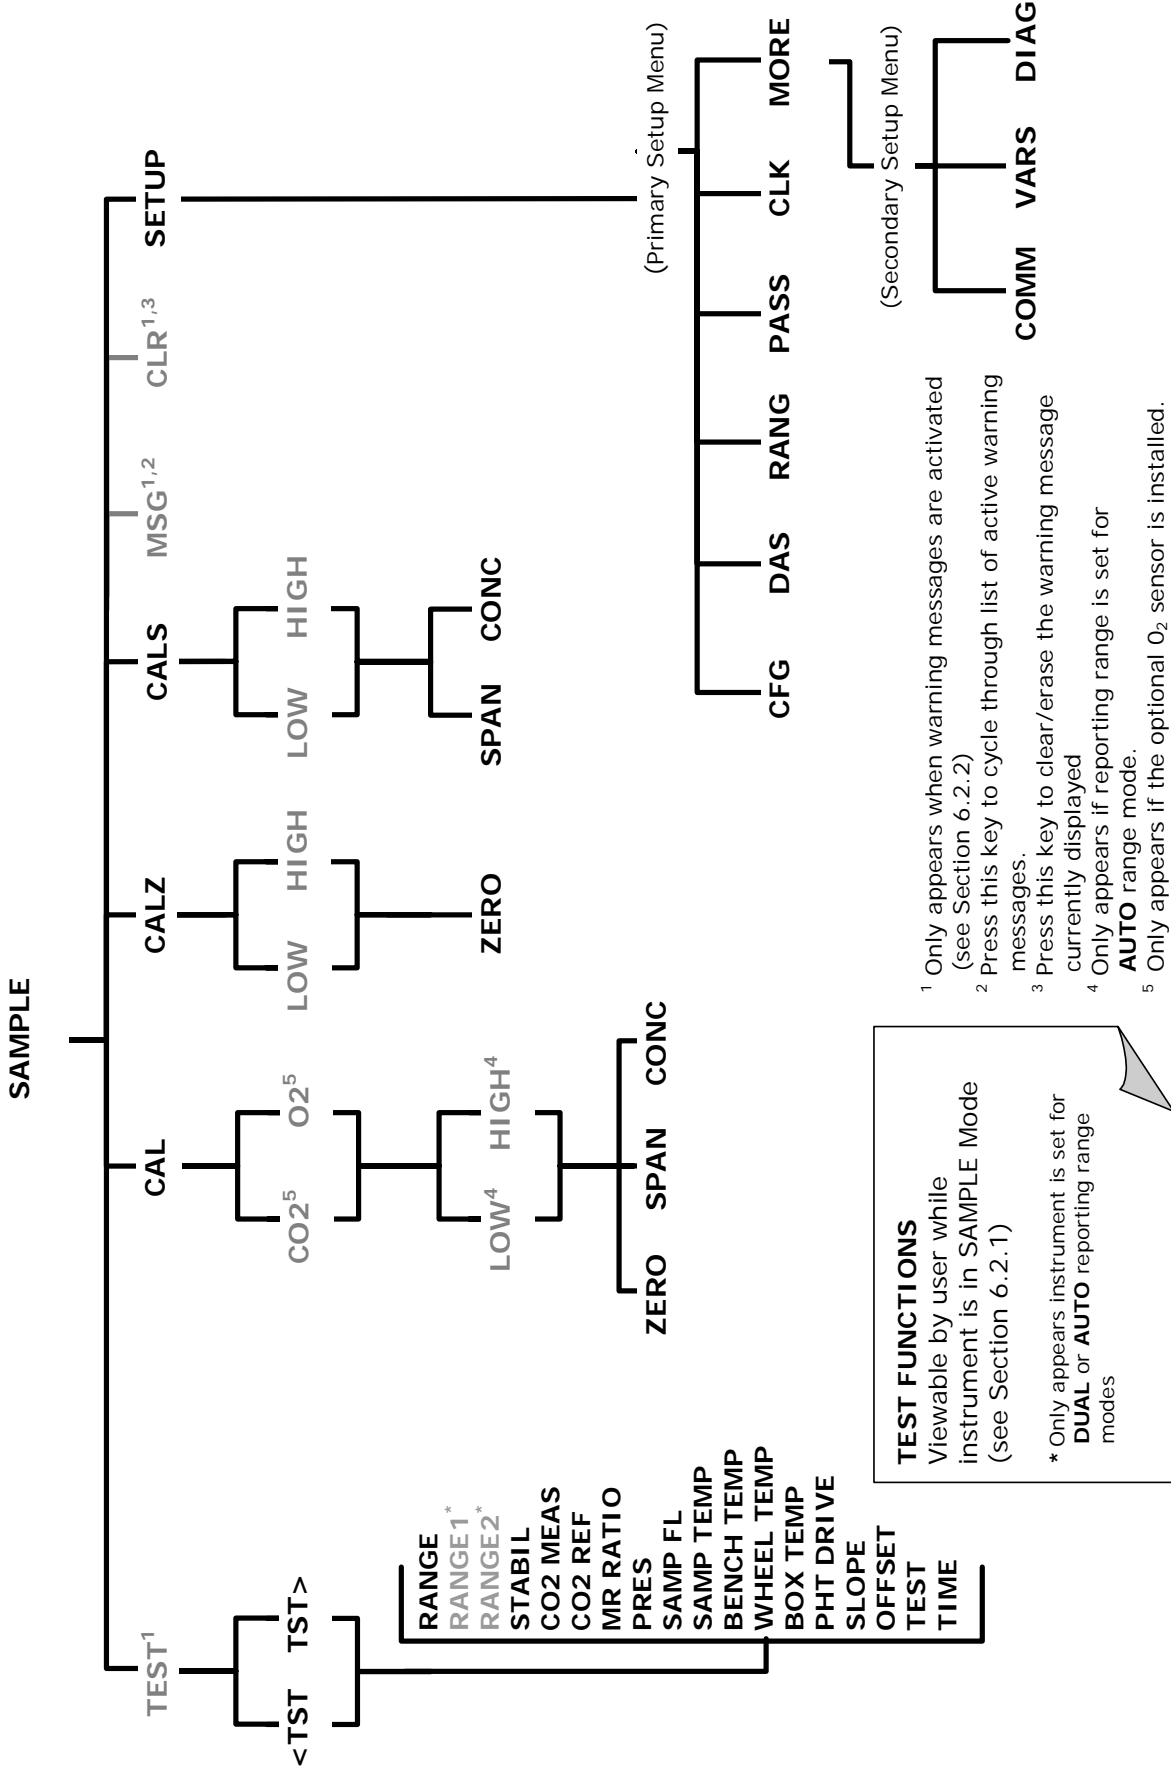 SAMPLE
TEST¹
CAL
CALZ
CALS
MSG¹,²
CLR¹,³
SETUP
<TST TST>
CO2⁵ O2⁵
LOW HIGH
LOW HIGH
RANGE
RANGE1*
RANGE2*
STABIL
CO2 MEAS
CO2 REF
MR RATIO
PRES
SAMP FL
SAMP TEMP
BENCH TEMP
WHEEL TEMP
BOX TEMP
PHT DRIVE
SLOPE
OFFSET
TEST
TIME
LOW⁴ HIGH⁴
ZERO
SPAN CONC
ZERO SPAN CONC
(Primary Setup Menu)
CFG DAS RANG PASS CLK MORE
(Secondary Setup Menu)
COMM VARS DIAG
TEST FUNCTIONS
Viewable by user while
instrument is in SAMPLE Mode
(see Section 6.2.1)
* Only appears instrument is set for
DUAL or AUTO reporting range
modes
¹ Only appears when warning messages are activated
(see Section 6.2.2)
² Press this key to cycle through list of active warning
messages.
³ Press this key to clear/erase the warning message
currently displayed
⁴ Only appears if reporting range is set for
AUTO range mode.
⁵ Only appears if the optional O₂ sensor is installed.